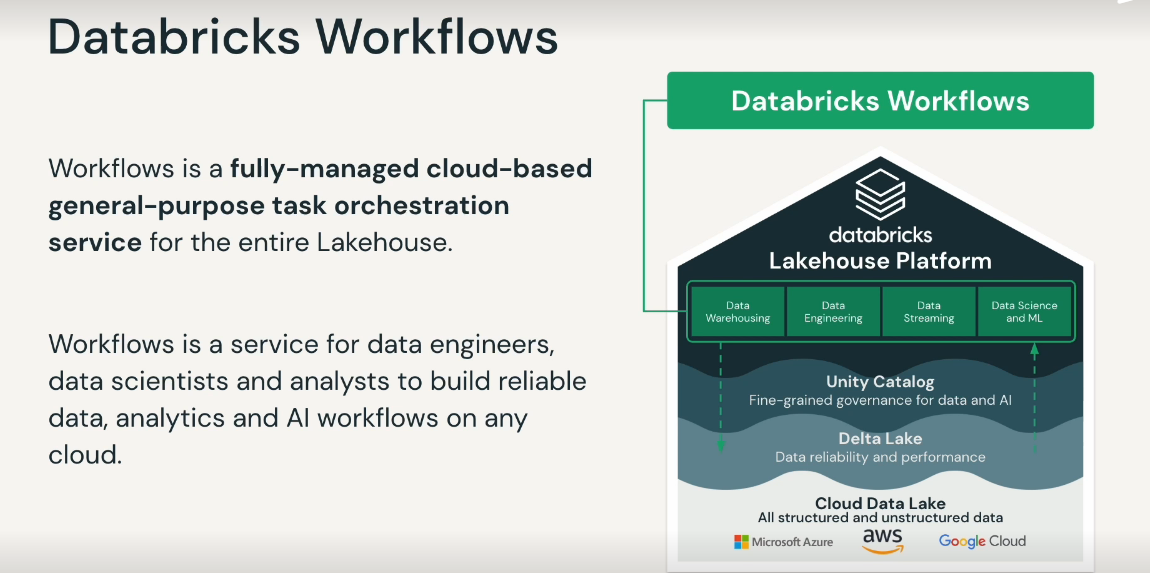 Databricks Workflows
Workflows is a fully-managed cloud-based
general-purpose task orchestration
service for the entire Lakehouse.
Workflows is a service for data engineers,
data scientists and analysts to build reliable
data, analytics and AI workflows on any
cloud.
Databricks Workflows
databricks
Lakehouse Platform
Data
Warehousing
Data
Engineering
Data
Streaming
Data Science
and ML
Unity Catalog
Fine-grained governance for data and AI
Delta Lake
Data reliability and performance
Cloud Data Lake
All structured and unstructured data
Microsoft Azure
aws
Google Cloud